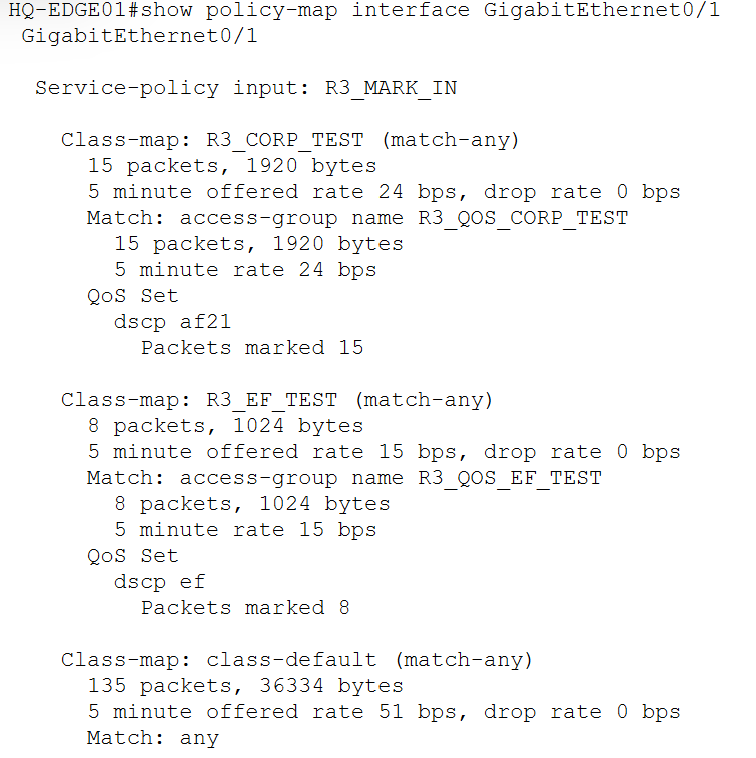 HQ-EDGE01#show policy-map interface GigabitEthernet0/1
GigabitEthernet0/1
Service-policy input: R3_MARK_IN
Class-map: R3_CORP_TEST (match-any)
15 packets, 1920 bytes
5 minute offered rate 24 bps, drop rate 0 bps
Match: access-group name R3_QOS_CORP_TEST
15 packets, 1920 bytes
5 minute rate 24 bps
QoS Set
dscp af21
Packets marked 15
Class-map: R3_EF_TEST (match-any)
8 packets, 1024 bytes
5 minute offered rate 15 bps, drop rate 0 bps
Match: access-group name R3_QOS_EF_TEST
8 packets, 1024 bytes
5 minute rate 15 bps
QoS Set
dscp ef
Packets marked 8
Class-map: class-default (match-any)
135 packets, 36334 bytes
5 minute offered rate 51 bps, drop rate 0 bps
Match: any